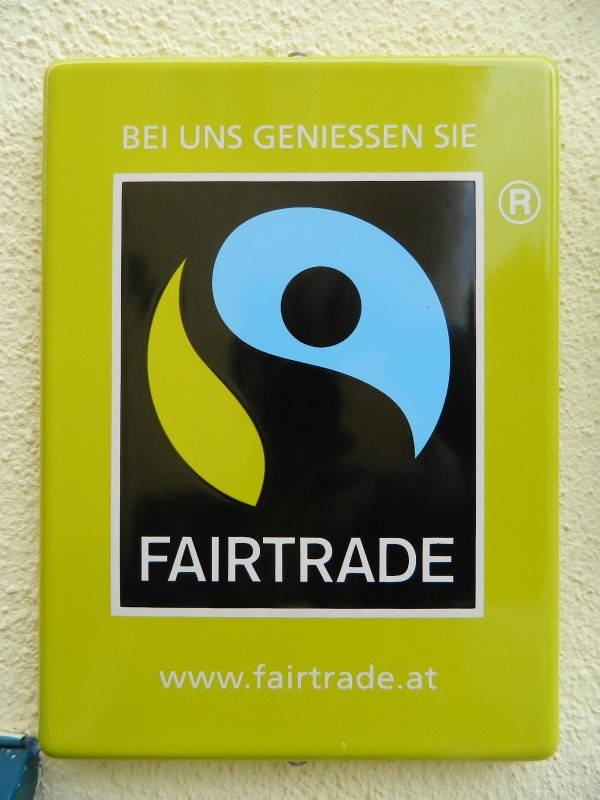 BEI UNS GENIESSEN SIE
®
FAIRTRADE
www.fairtrade.at